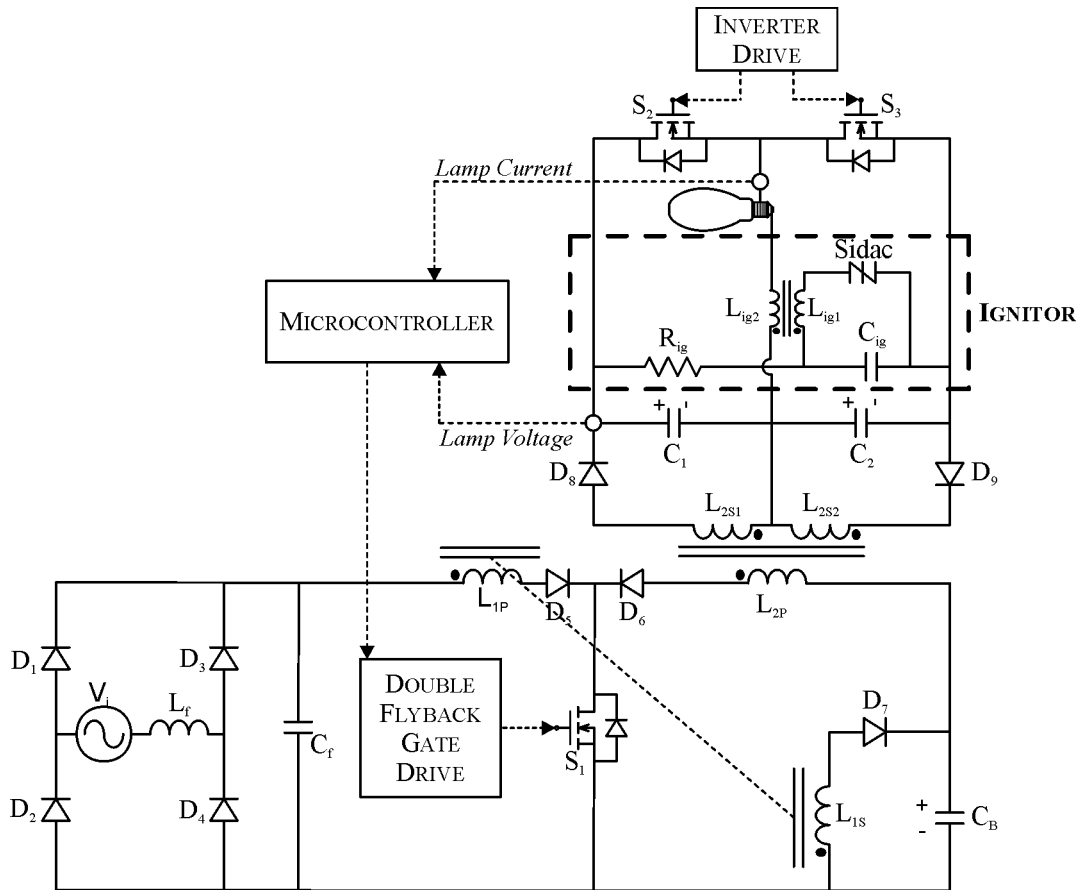 INVERTER
DRIVE
S2
S3
Lamp Current
Sidac
Lig2
Lig1
IGNITOR
MICROCONTROLLER
Rig
Cig
+ '
+ '
Lamp Voltage
C1
C2
D8
D9
L2S1
L2S2
L1P
D5
D6
L2P
D1
D3
Vi
Lf
DOUBLE
FLYBACK
GATE
DRIVE
D7
Cf
S1
D2
D4
L1S
+
-
CB